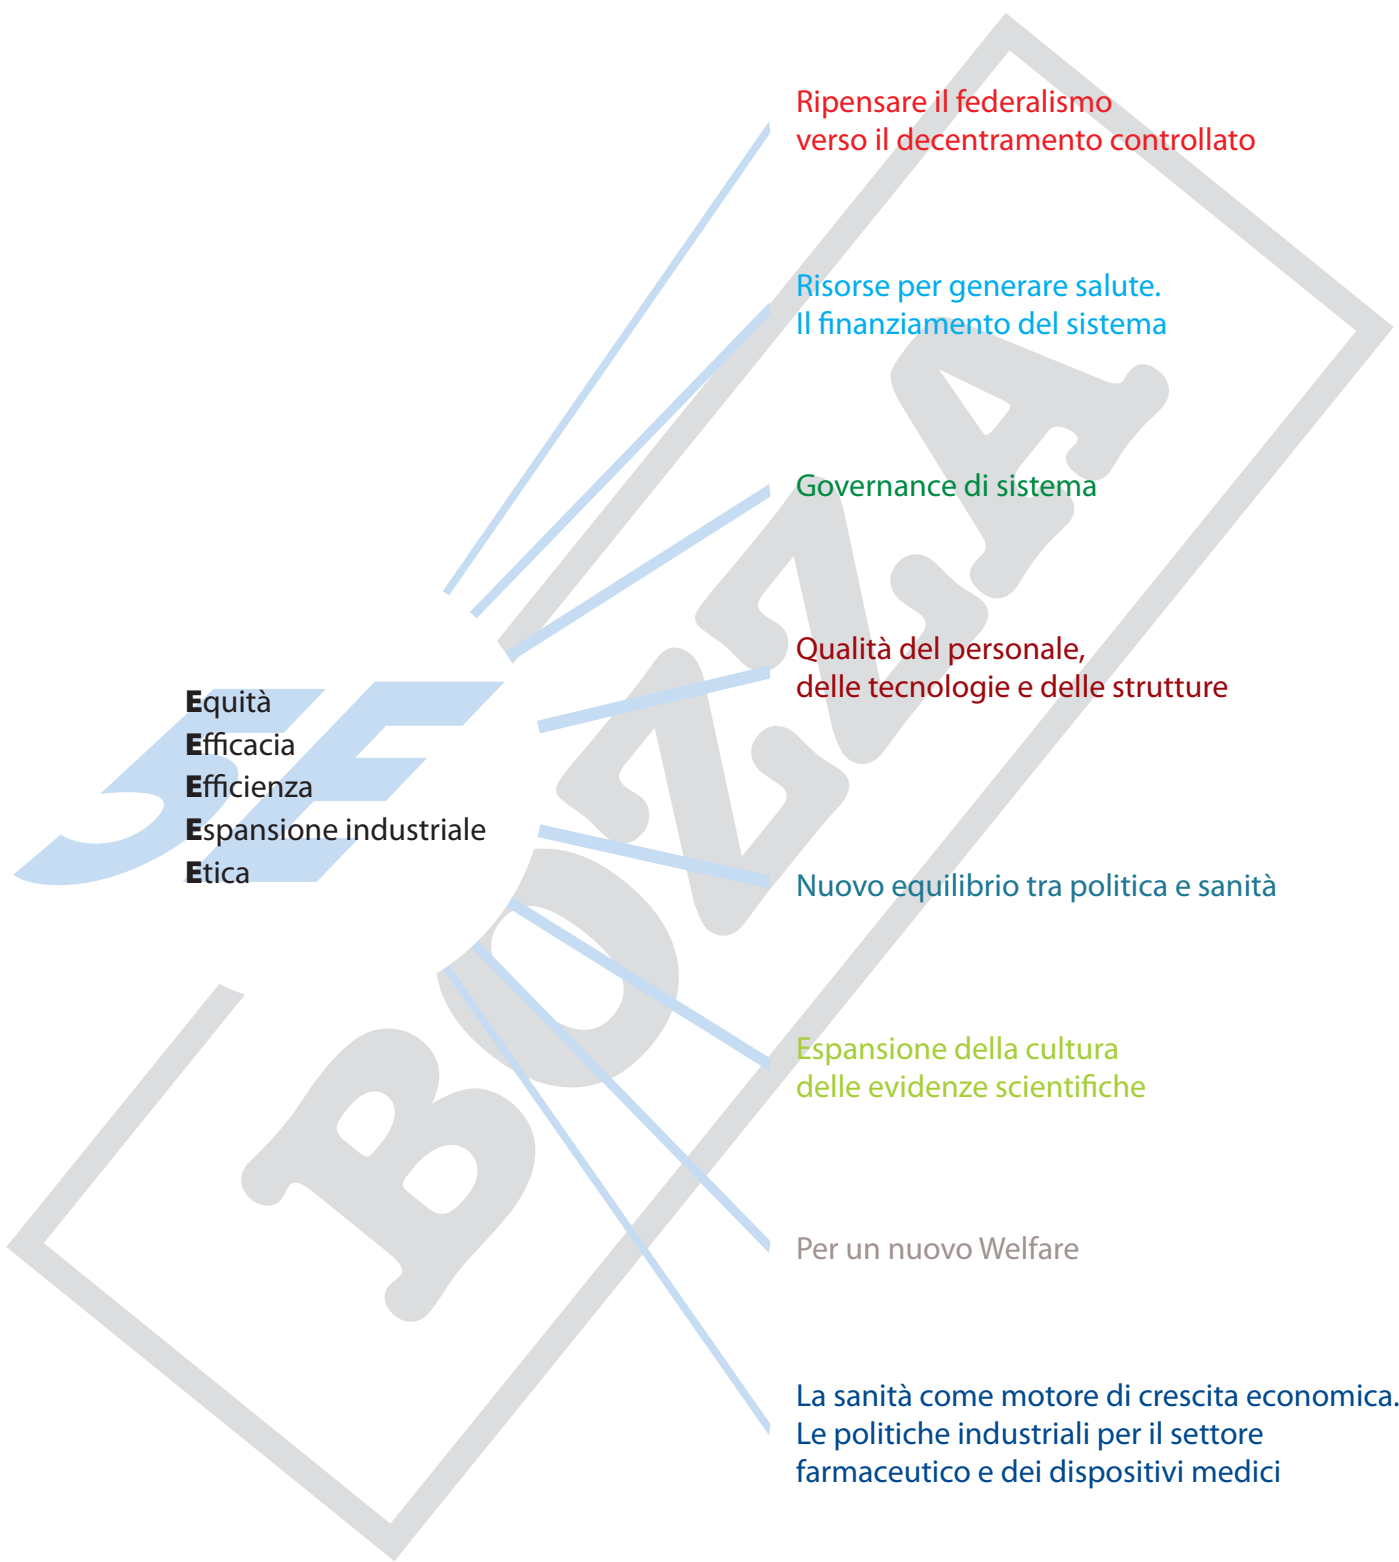 Ripensare il federalismo
verso il decentramento controllato
Risorse per generare salute.
Il finanziamento del sistema
Governance di sistema
Qualità del personale,
delle tecnologie e delle strutture
5E
Equità
Efficacia
Efficienza
Espansione industriale
Etica
Nuovo equilibrio tra politica e sanità
Espansione della cultura
delle evidenze scientifiche
Per un nuovo Welfare
La sanità come motore di crescita economica.
Le politiche industriali per il settore
farmaceutico e dei dispositivi medici
BOZZA